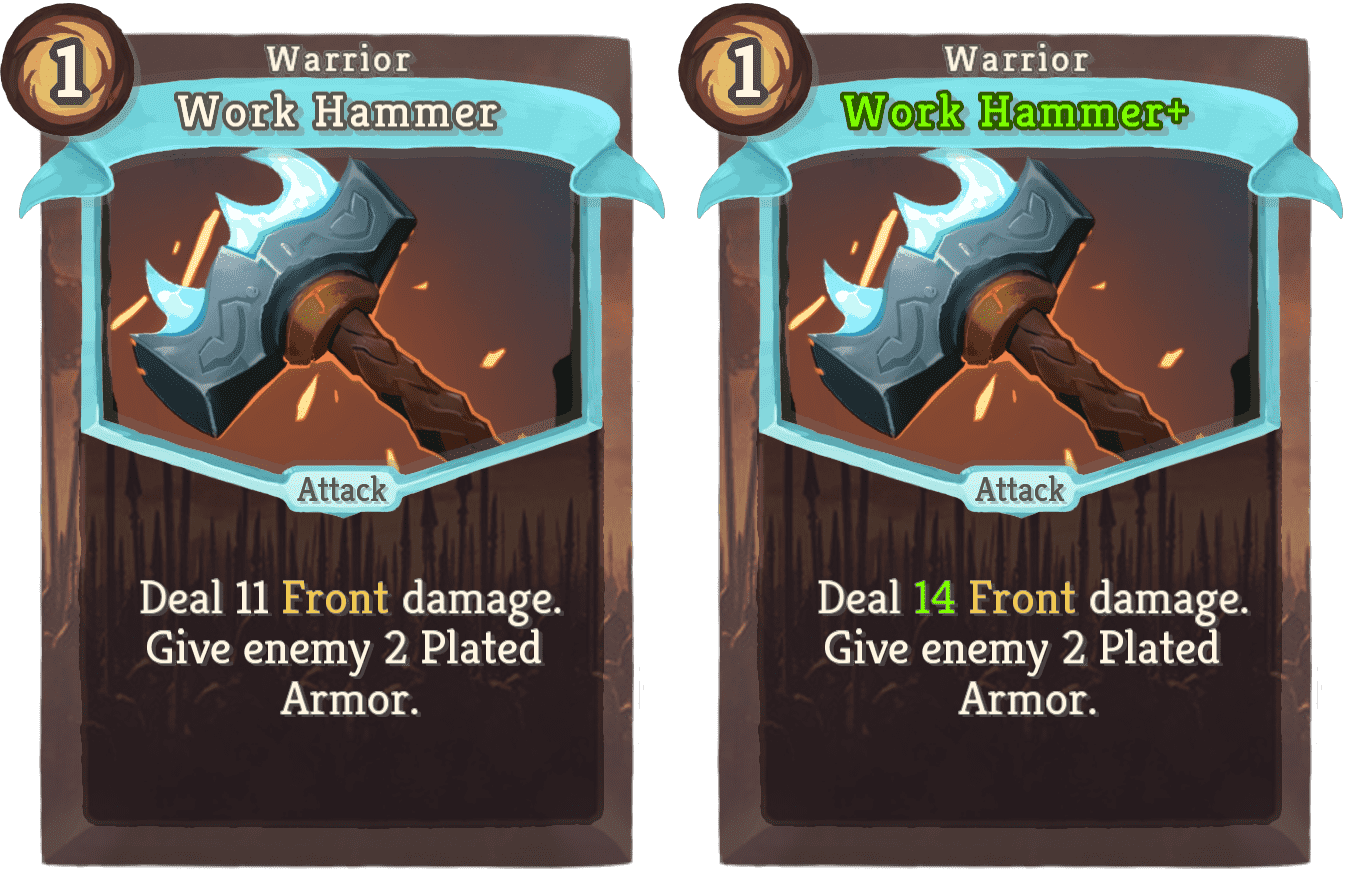 1
Warrior
Work Hammer
Attack
Deal 11 Front damage.
Give enemy 2 Plated
Armor.
1
Warrior
Work Hammer+
Attack
Deal 14 Front damage.
Give enemy 2 Plated
Armor.